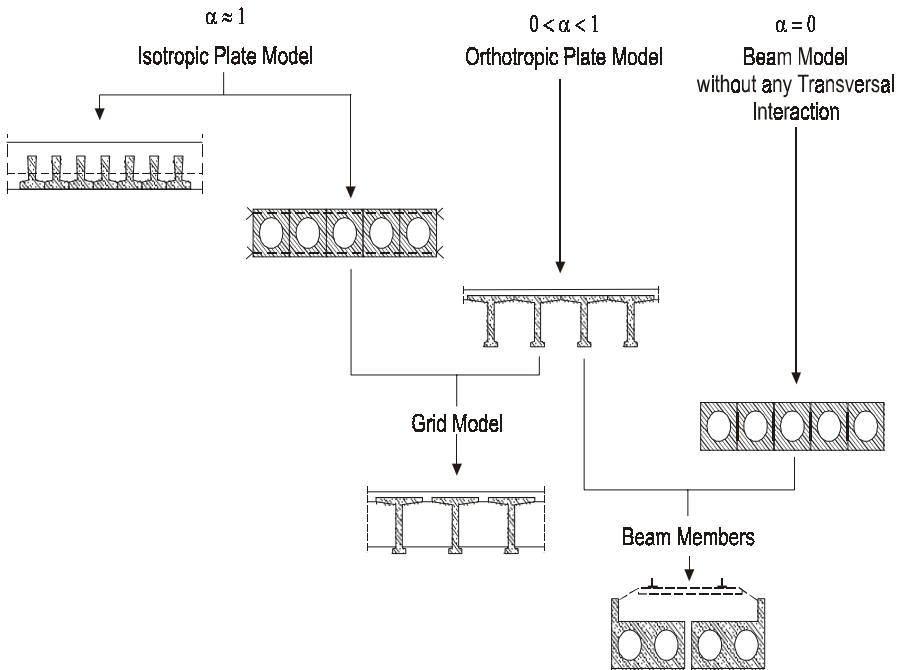 α ≈ 1
Isotropic Plate Model
0 < α < 1
Orthotropic Plate Model
α = 0
Beam Model
without any Transversal
Interaction
Grid Model
Beam Members